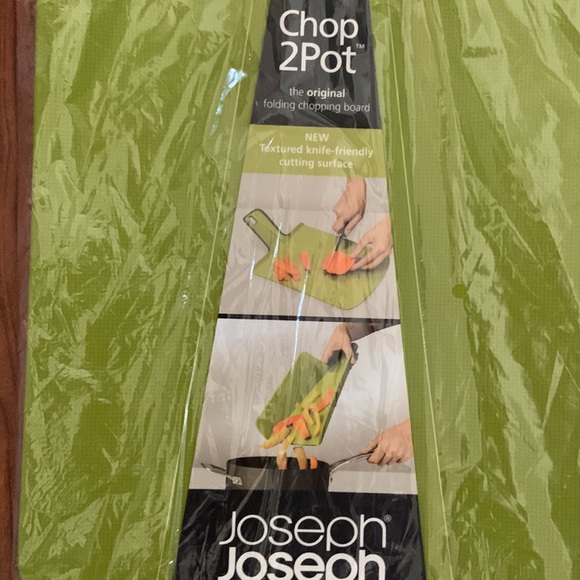 Chop
2Pot™
the original
folding chopping board
NEW
Textured knife-friendly
cutting surface
Joseph®
Joseph